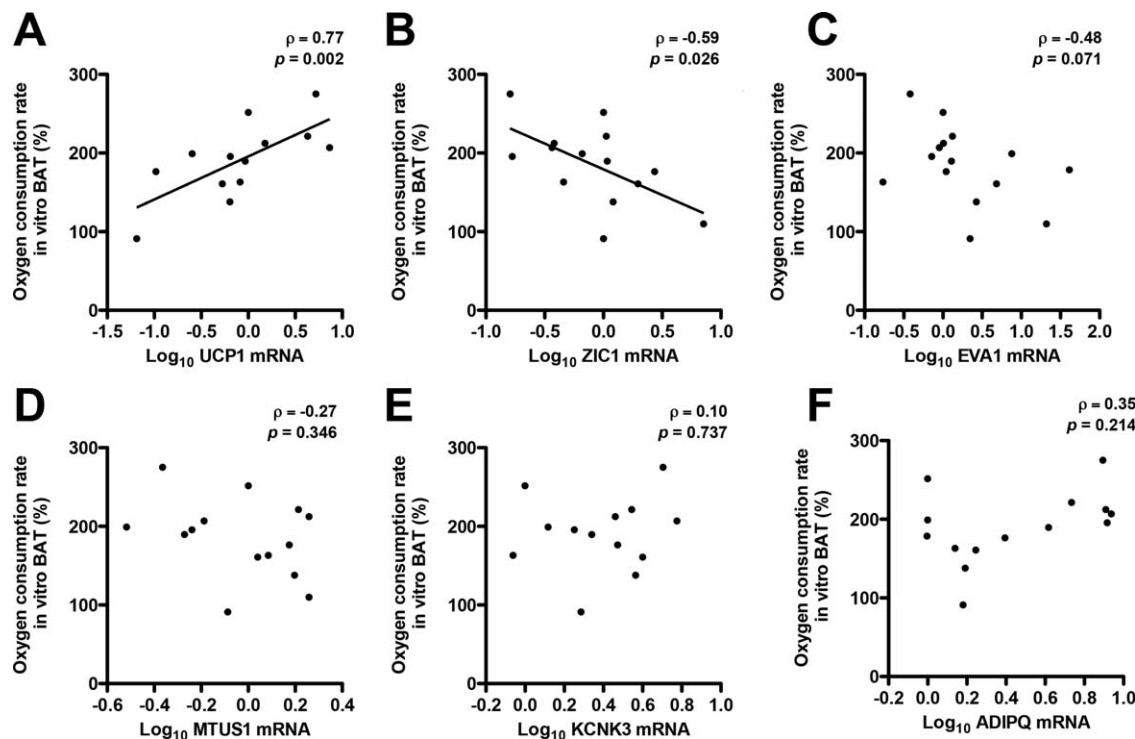 A
ρ = 0.77
p = 0.002
Oxygen consumption rate
in vitro BAT (%)
300
200
100
0
-1.5 -1.0 -0.5 0.0 0.5 1.0
Log10 UCP1 mRNA
B
ρ = -0.59
p = 0.026
Oxygen consumption rate
in vitro BAT (%)
300
200
100
0
-1.0 -0.5 0.0 0.5 1.0
Log10 ZIC1 mRNA
C
ρ = -0.48
p = 0.071
Oxygen consumption rate
in vitro BAT (%)
300
200
100
0
-1.0 -0.5 0.0 0.5 1.0 1.5 2.0
Log10 EVA1 mRNA
D
ρ = -0.27
p = 0.346
Oxygen consumption rate
in vitro BAT (%)
300
200
100
0
-0.6 -0.4 -0.2 0.0 0.2 0.4
Log10 MTUS1 mRNA
E
ρ = 0.10
p = 0.737
Oxygen consumption rate
in vitro BAT (%)
300
200
100
0
-0.2 0.0 0.2 0.4 0.6 0.8 1.0
Log10 KCNK3 mRNA
F
ρ = 0.35
p = 0.214
Oxygen consumption rate
in vitro BAT (%)
300
200
100
0
-0.2 0.0 0.2 0.4 0.6 0.8 1.0
Log10 ADIPQ mRNA